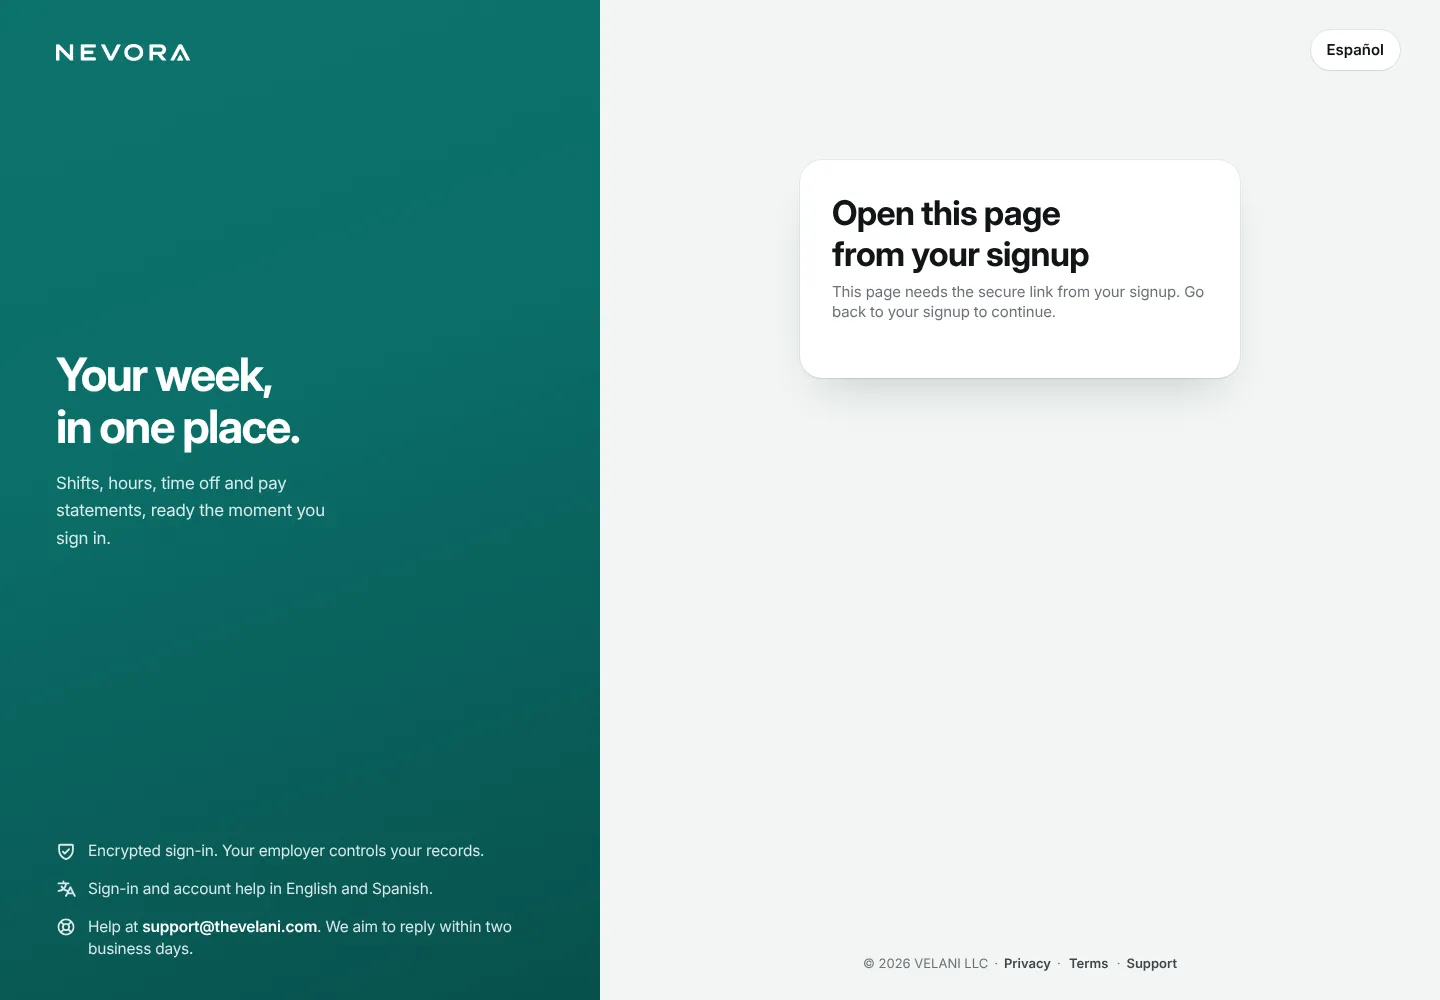 NEVORA
Your week,
in one place.
Shifts, hours, time off and pay
statements, ready the moment you
sign in.
Encrypted sign-in. Your employer controls your records.
Sign-in and account help in English and Spanish.
Help at support@thevelani.com. We aim to reply within two
business days.
Español
Open this page
from your signup
This page needs the secure link from your signup. Go
back to your signup to continue.
© 2026 VELANI LLC · Privacy · Terms · Support